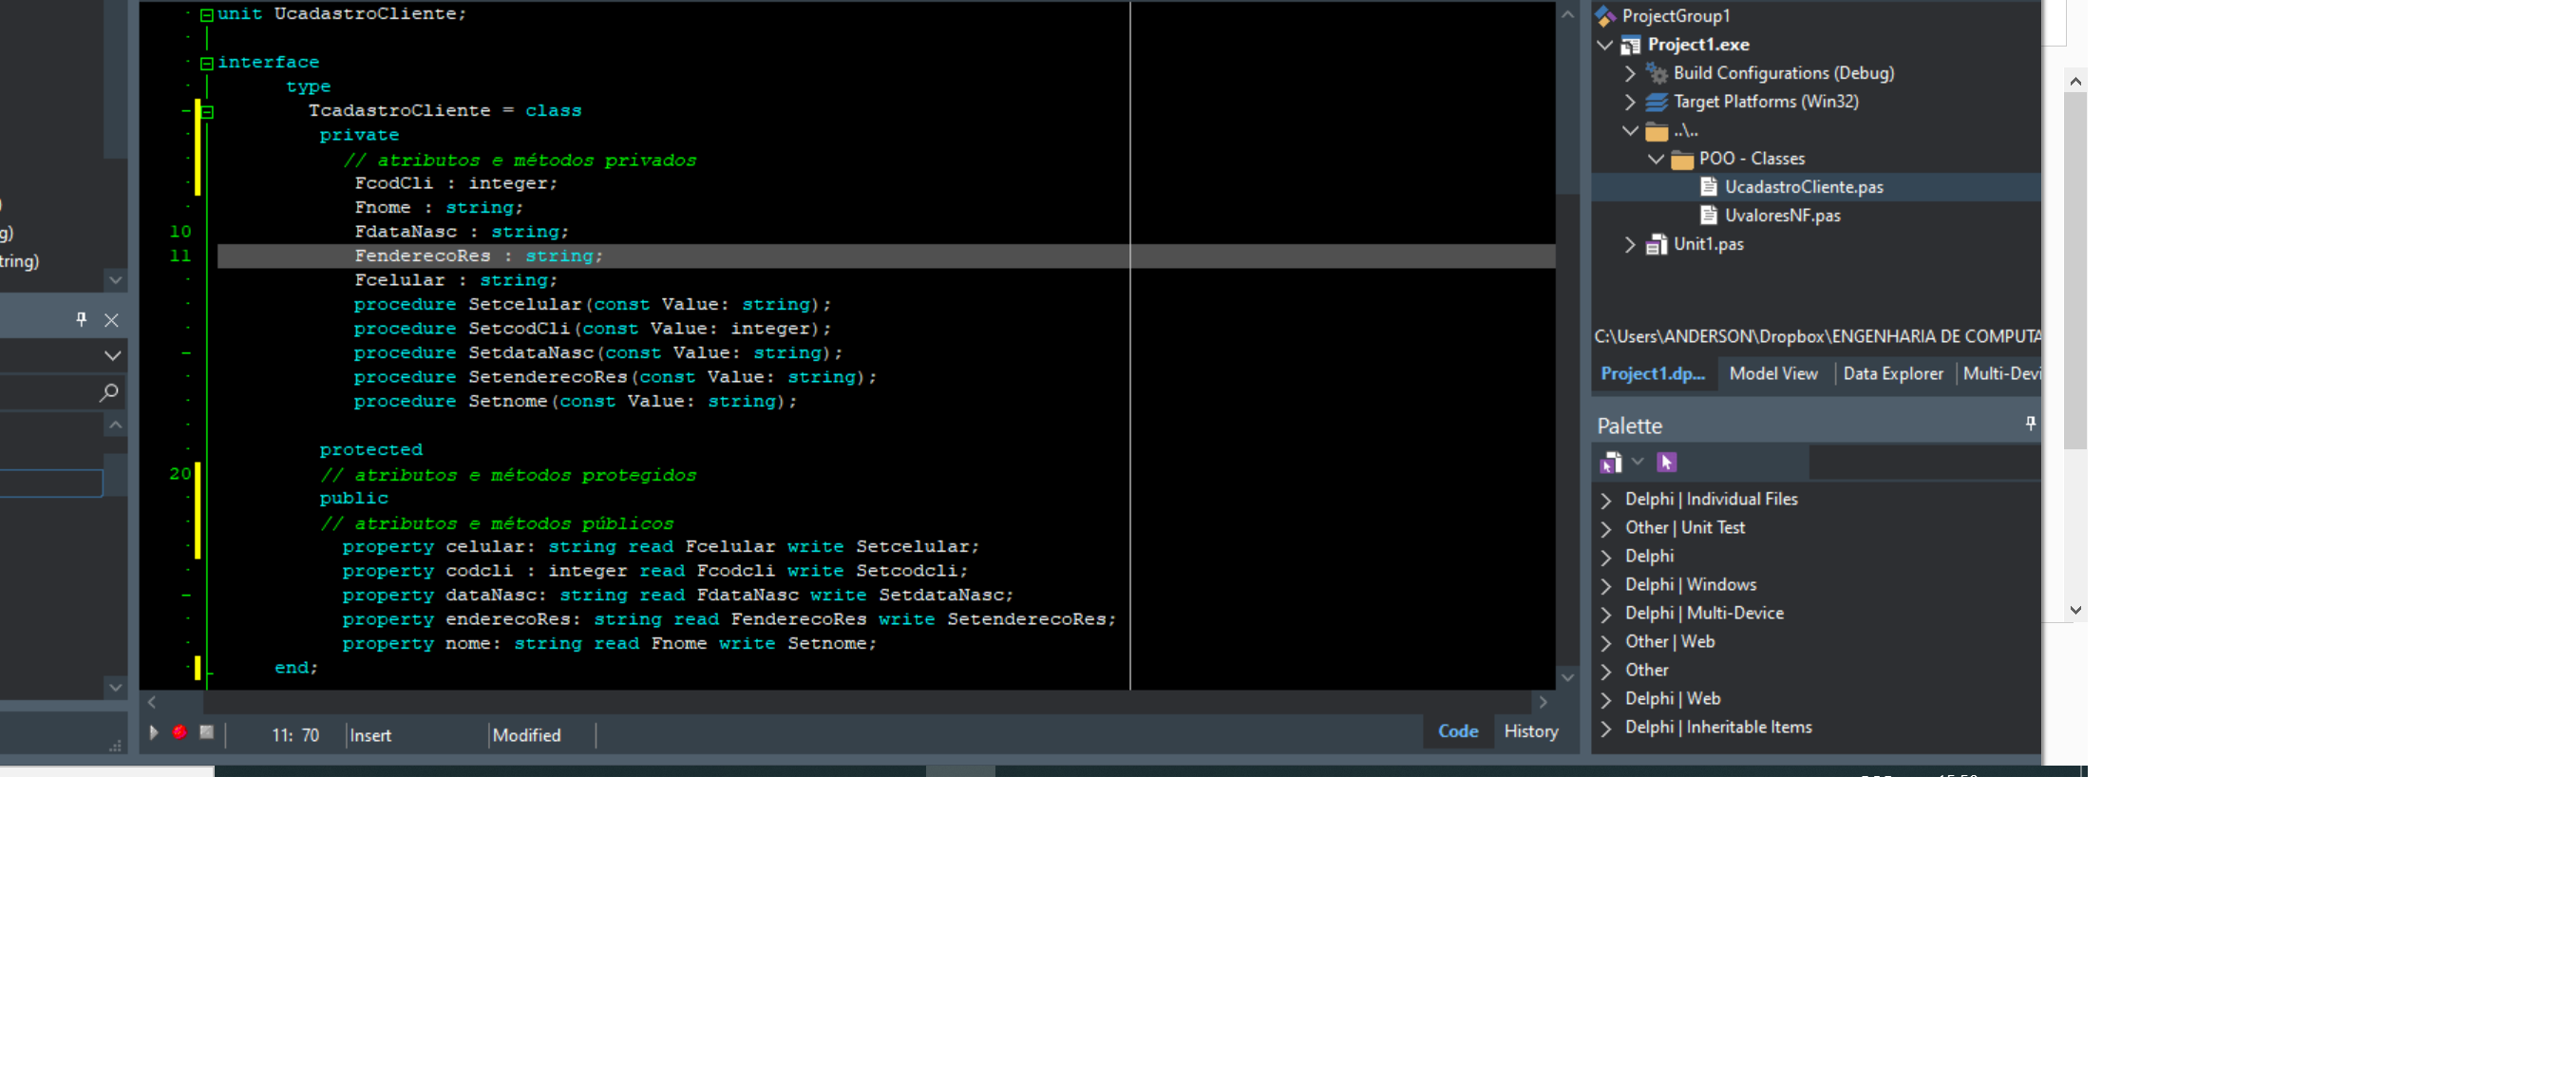 g)
tring)
unit UcadastroCliente;
interface
type
TcadastroCliente = class
private
// atributos e métodos privados
FcodCli : integer;
Fnome : string;
10
FdataNasc : string;
11
FenderecoRes : string;
Fcelular : string;
procedure Setcelular(const Value: string);
procedure SetcodCli(const Value: integer);
procedure SetdataNasc(const Value: string);
procedure SetenderecoRes(const Value: string);
procedure Setnome(const Value: string);
protected
20
// atributos e métodos protegidos
public
// atributos e métodos públicos
property celular: string read Fcelular write Setcelular;
property codcli : integer read Fcodcli write Setcodcli;
property dataNasc: string read FdataNasc write SetdataNasc;
property enderecoRes: string read FenderecoRes write SetenderecoRes;
property nome: string read Fnome write Setnome;
end;
11: 70
Insert
Modified
Code
History
ProjectGroup1
Project1.exe
Build Configurations (Debug)
Target Platforms (Win32)
..\..
POO - Classes
UcadastroCliente.pas
UvaloresNF.pas
Unit1.pas
C:\Users\ANDERSON\Dropbox\ENGENHARIA DE COMPUTA
Project1.dp...
Model View
Data Explorer
Multi-Devi
Palette
Delphi | Individual Files
Other | Unit Test
Delphi
Delphi | Windows
Delphi | Multi-Device
Other | Web
Other
Delphi | Web
Delphi | Inheritable Items